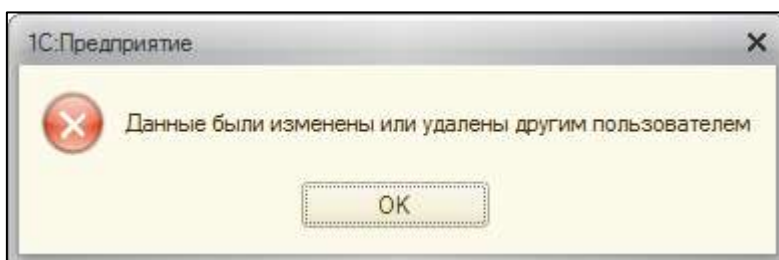 1С:Предприятие
Данные были изменены или удалены другим пользователем
OK